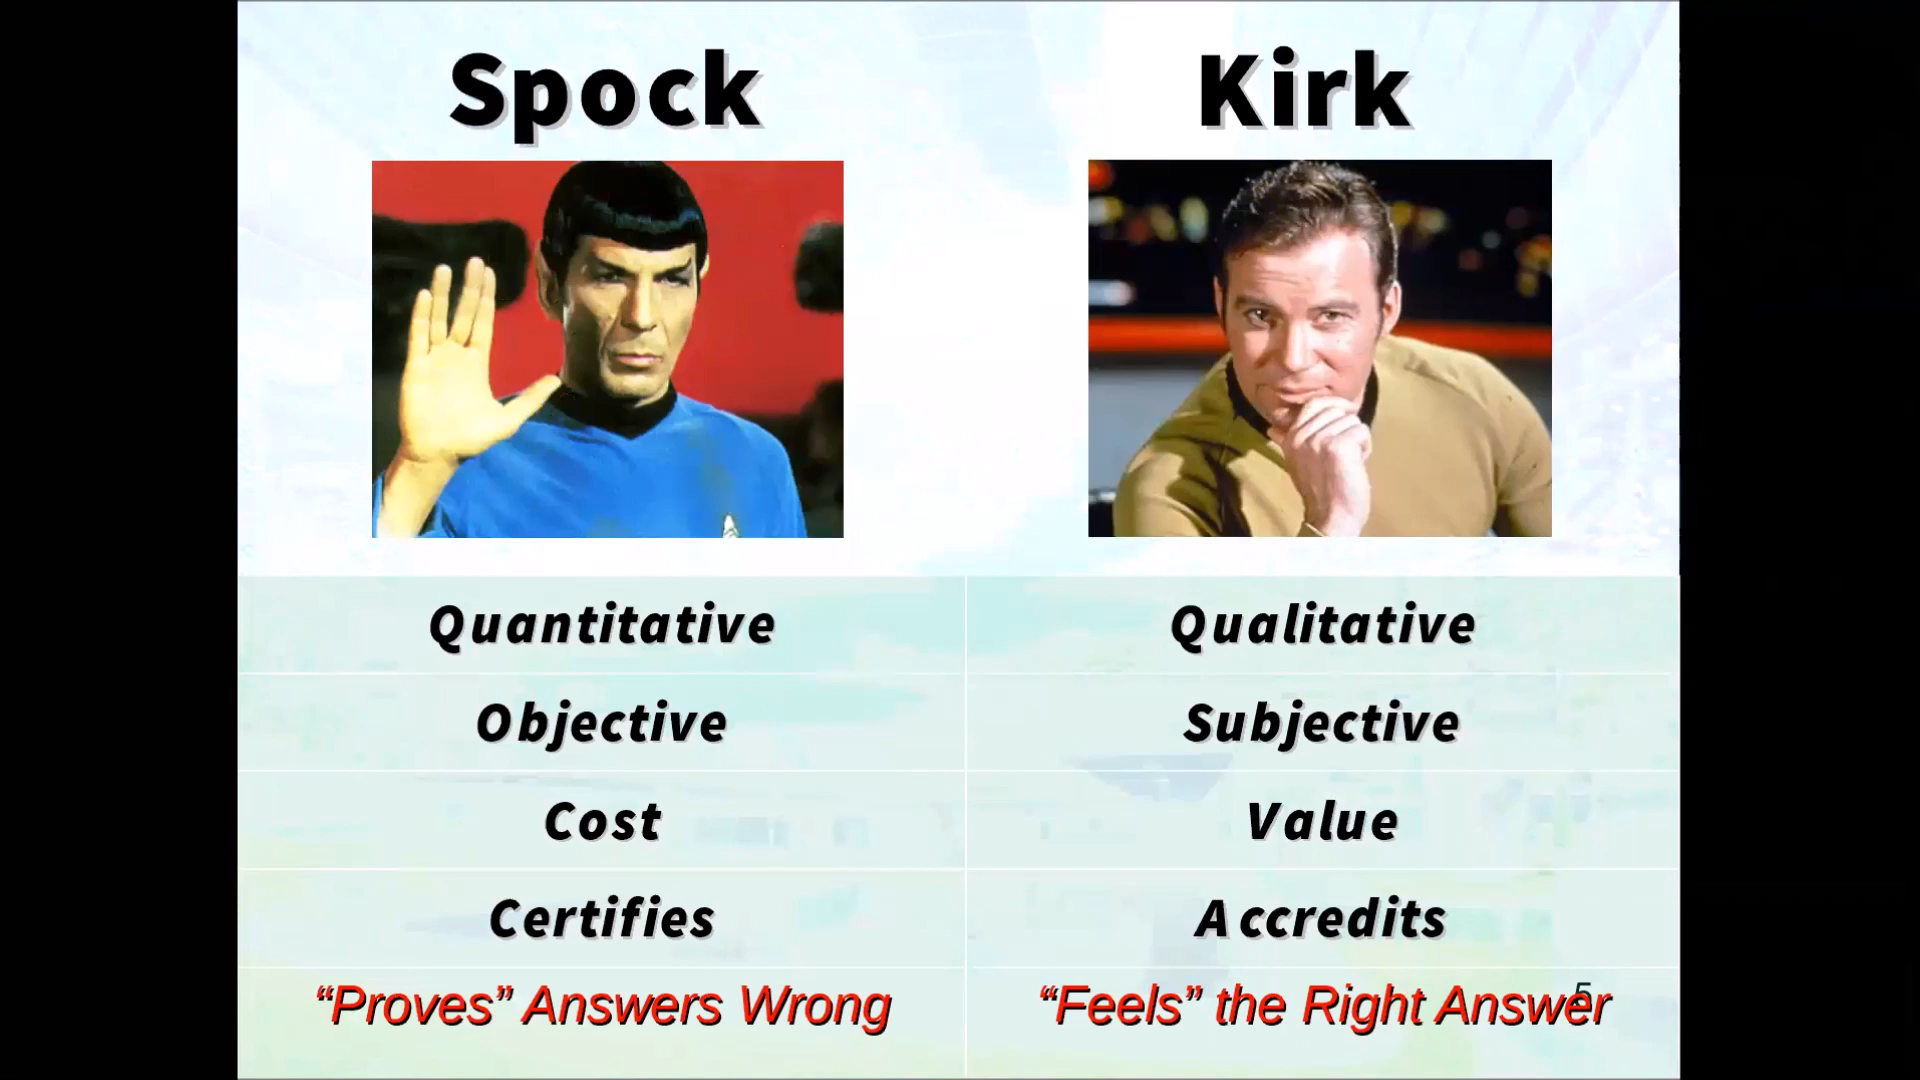 Spock
Kirk
Quantitative
Qualitative
Objective
Subjective
Cost
Value
Certifies
Accredits
“Proves” Answers Wrong
“Feels” the Right Answer
5